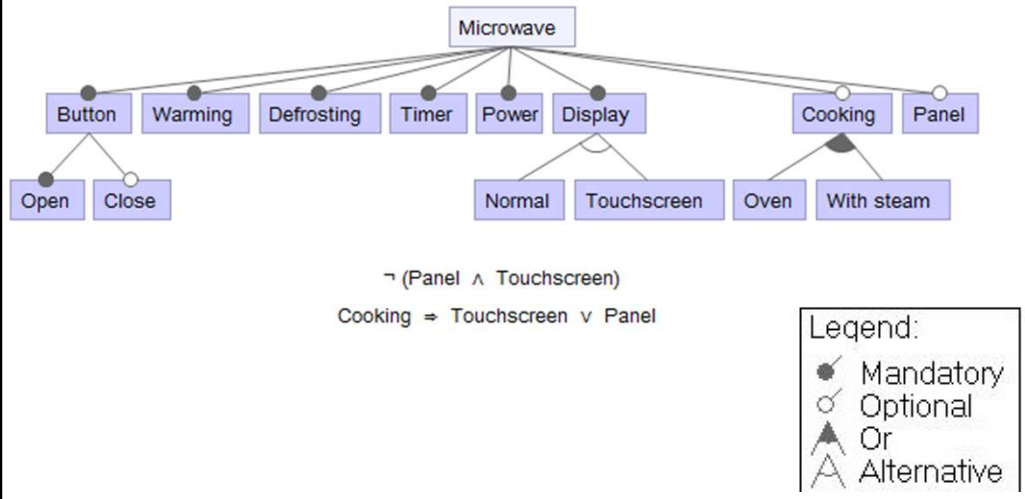 Microwave
Button Warming Defrosting Timer Power Display Cooking Panel
Open Close Normal Touchscreen Oven With steam
¬ (Panel ∧ Touchscreen)
Cooking ⇒ Touchscreen ∨ Panel
Legend:
Mandatory
Optional
Or
Alternative